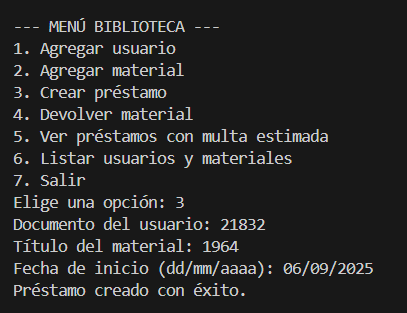 --- MENÚ BIBLIOTECA ---
1. Agregar usuario
2. Agregar material
3. Crear préstamo
4. Devolver material
5. Ver préstamos con multa estimada
6. Listar usuarios y materiales
7. Salir
Elige una opción: 3
Documento del usuario: 21832
Título del material: 1964
Fecha de inicio (dd/mm/aaaa): 06/09/2025
Préstamo creado con éxito.